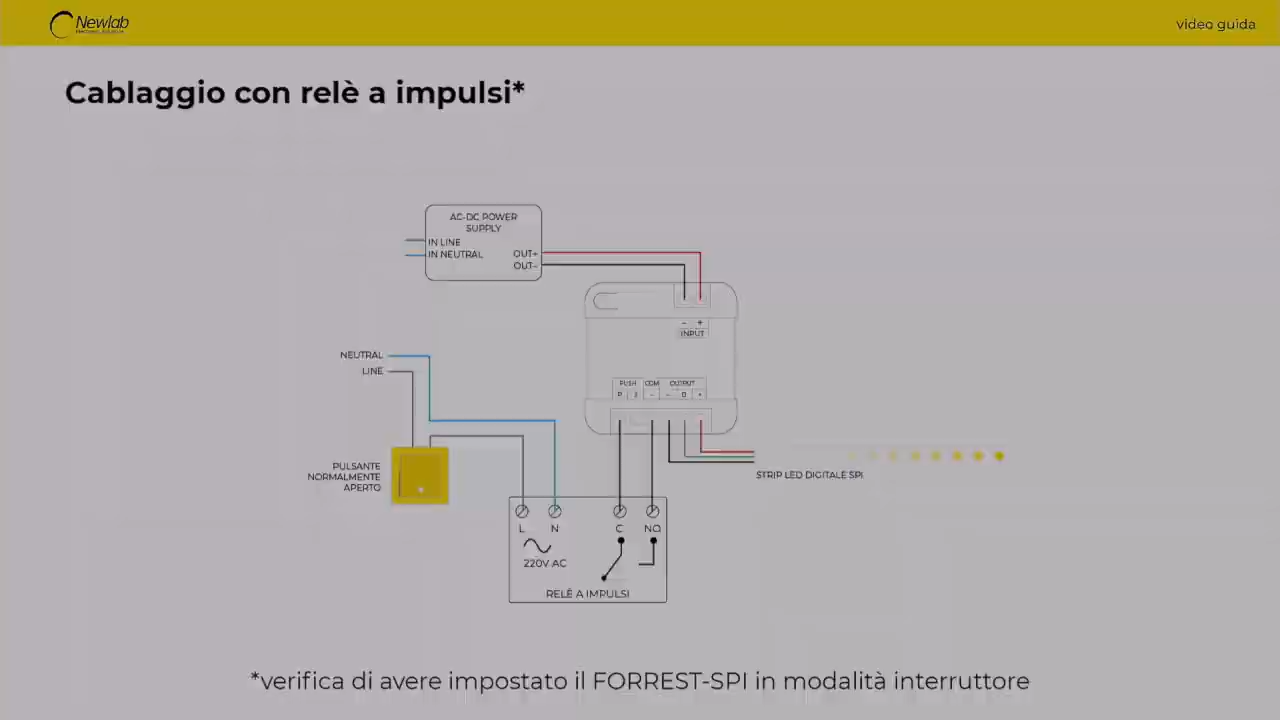 Newlab
video guida
Cablaggio con relè a impulsi*
AC-DC POWER
SUPPLY
IN LINE
IN NEUTRAL
OUT+
OUT-
- +
INPUT
NEUTRAL
LINE
PUSH COM OUTPUT
PULSANTE
NORMALMENTE
APERTO
STRIP LED DIGITALE SPI
L N C NO
220V AC
RELÈ A IMPULSI
*verifica di avere impostato il FORREST-SPI in modalità interruttore